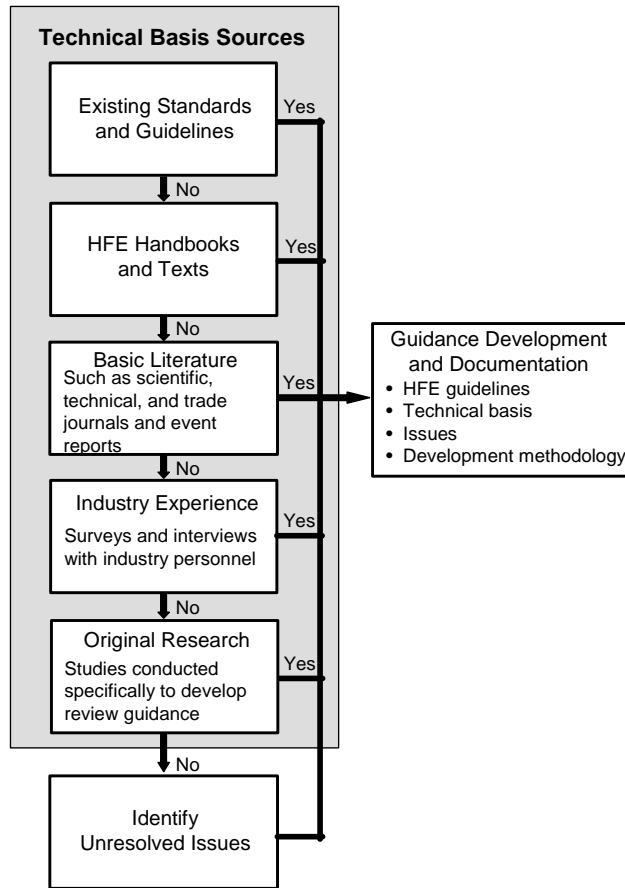 Technical Basis Sources
Existing Standards
and Guidelines
Yes
No
HFE Handbooks
and Texts
Yes
No
Basic Literature
Such as scientific,
technical, and trade
journals and event
reports
Yes
No
Industry Experience
Surveys and interviews
with industry personnel
Yes
No
Original Research
Studies conducted
specifically to develop
review guidance
Yes
No
Identify
Unresolved Issues
Guidance Development
and Documentation
• HFE guidelines
• Technical basis
• Issues
• Development methodology